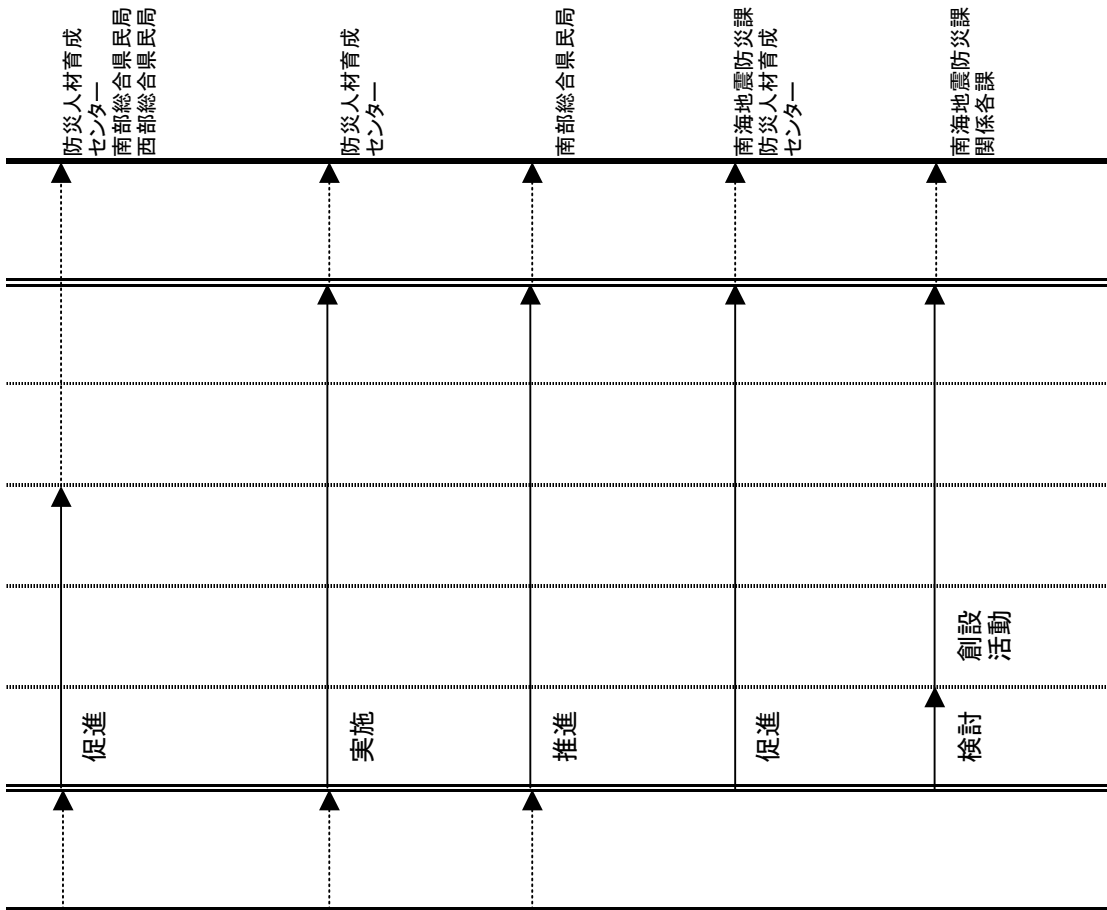 促進
防災人材育成
センター
南部総合県民局
西部総合県民局
実施
防災人材育成
センター
推進
南部総合県民局
促進
南海地震防災課
防災人材育成
センター
検討
創設
活動
南海地震防災課
関係各課